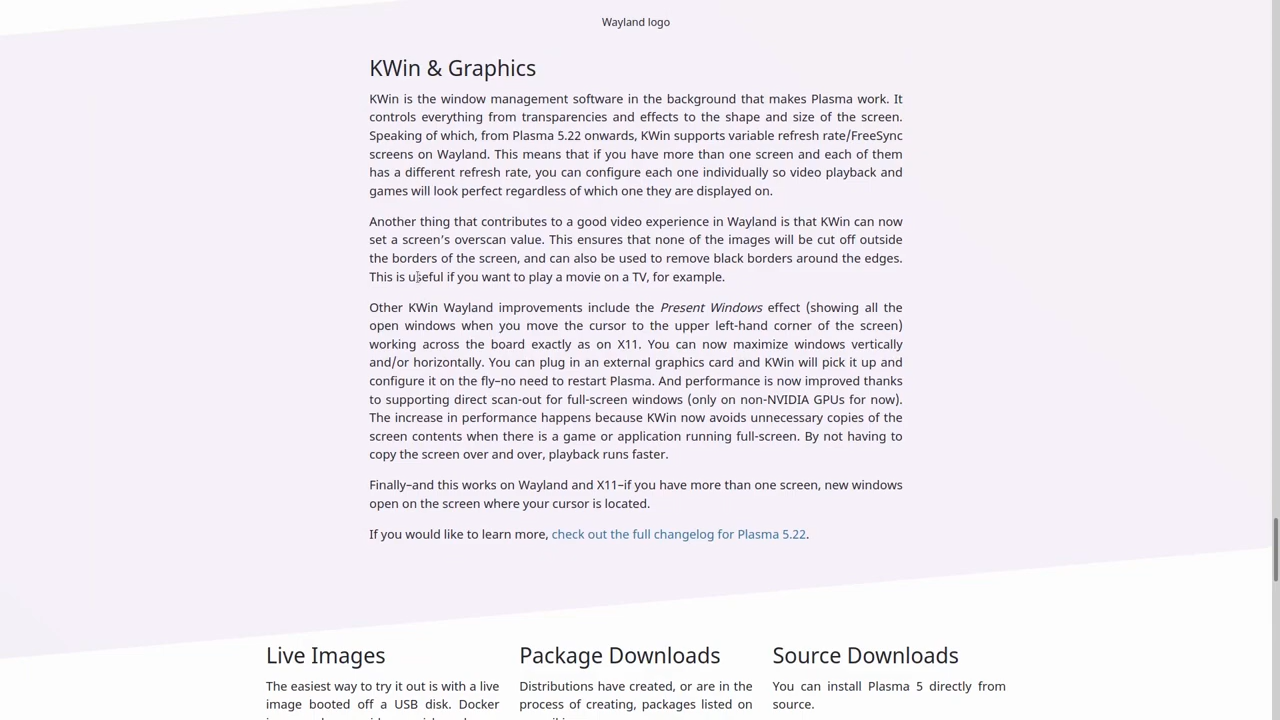 Wayland logo
KWin & Graphics
KWin is the window management software in the background that makes Plasma work. It
controls everything from transparencies and effects to the shape and size of the screen.
Speaking of which, from Plasma 5.22 onwards, KWin supports variable refresh rate/FreeSync
screens on Wayland. This means that if you have more than one screen and each of them
has a different refresh rate, you can configure each one individually so video playback and
games will look perfect regardless of which one they are displayed on.
Another thing that contributes to a good video experience in Wayland is that KWin can now
set a screen’s overscan value. This ensures that none of the images will be cut off outside
the borders of the screen, and can also be used to remove black borders around the edges.
This is useful if you want to play a movie on a TV, for example.
Other KWin Wayland improvements include the Present Windows effect (showing all the
open windows when you move the cursor to the upper left-hand corner of the screen)
working across the board exactly as on X11. You can now maximize windows vertically
and/or horizontally. You can plug in an external graphics card and KWin will pick it up and
configure it on the fly–no need to restart Plasma. And performance is now improved thanks
to supporting direct scan-out for full-screen windows (only on non-NVIDIA GPUs for now).
The increase in performance happens because KWin now avoids unnecessary copies of the
screen contents when there is a game or application running full-screen. By not having to
copy the screen over and over, playback runs faster.
Finally–and this works on Wayland and X11–if you have more than one screen, new windows
open on the screen where your cursor is located.
If you would like to learn more, check out the full changelog for Plasma 5.22.
Live Images
The easiest way to try it out is with a live
image booted off a USB disk. Docker
Package Downloads
Distributions have created, or are in the
process of creating, packages listed on
Source Downloads
You can install Plasma 5 directly from
source.